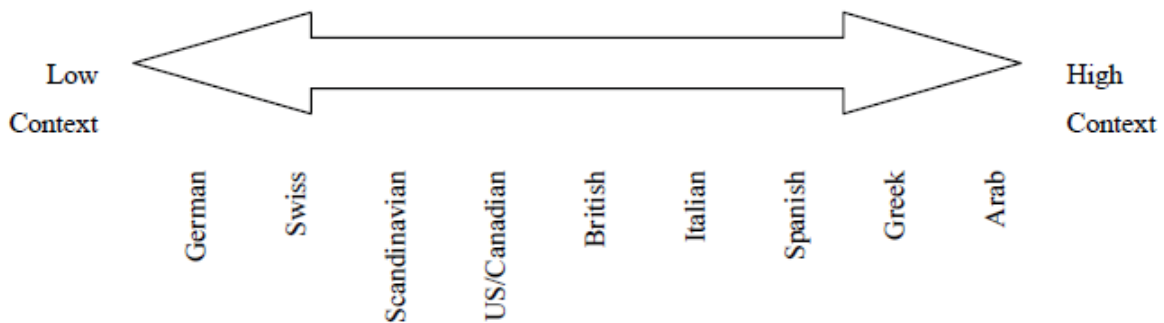 Low
Context
High
Context
German
Swiss
Scandinavian
US/Canadian
British
Italian
Spanish
Greek
Arab